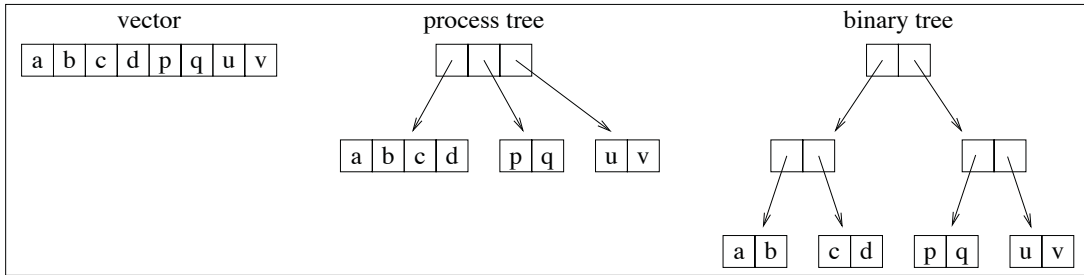 vector process tree binary tree
a b c d p q u v
a b c d p q u v
a b c d p q u v